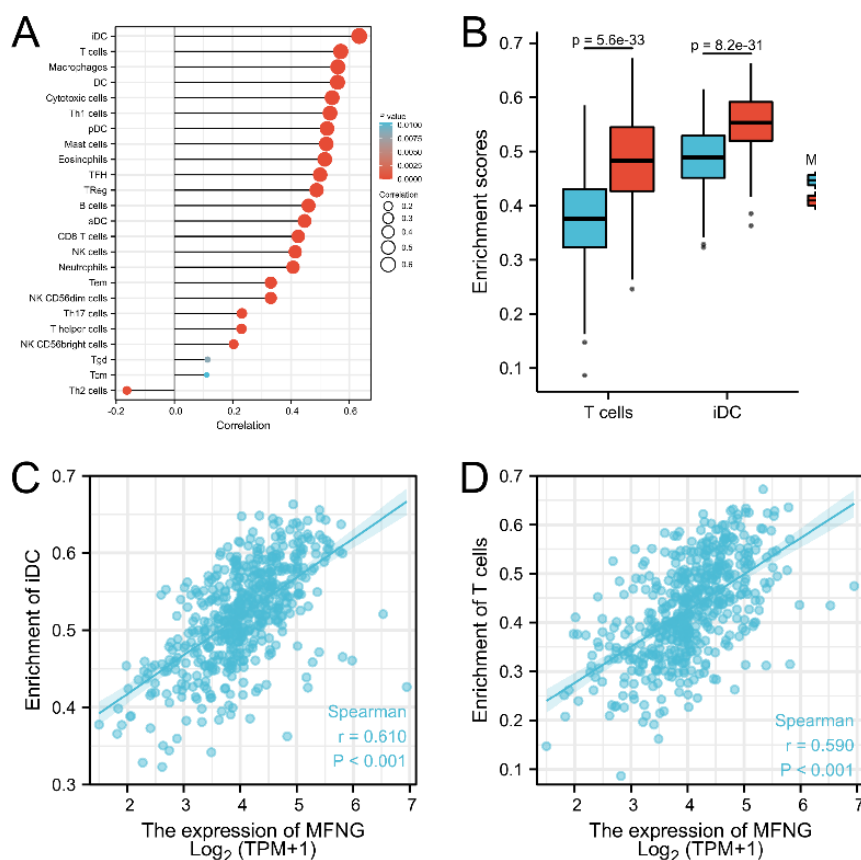 A
iDC
T cells
Macrophages
DC
Cytotoxic cells
Th1 cells
pDC
Mast cells
Eosinophils
TFH
TReg
B cells
aDC
CD8 T cells
NK cells
Neutrophils
Tem
NK CD56dim cells
Th17 cells
T helper cells
NK CD56bright cells
Tgd
Tcm
Th2 cells
-0.2 0.0 0.2 0.4 0.6
Correlation
P value
0.0100
0.0075
0.0050
0.0025
0.0000
Correlation
0.2
0.3
0.4
0.5
0.6
B
p = 5.6e-33
p = 8.2e-31
Enrichment scores
0.7
0.6
0.5
0.4
0.3
0.2
0.1
T cells iDC
M
C
Enrichment of iDC
0.7
0.6
0.5
0.4
0.3
Spearman
r = 0.610
P < 0.001
2 3 4 5 6 7
The expression of MFNG
Log2 (TPM+1)
D
Enrichment of T cells
0.7
0.6
0.5
0.4
0.3
0.2
0.1
Spearman
r = 0.590
P < 0.001
2 3 4 5 6 7
The expression of MFNG
Log2 (TPM+1)